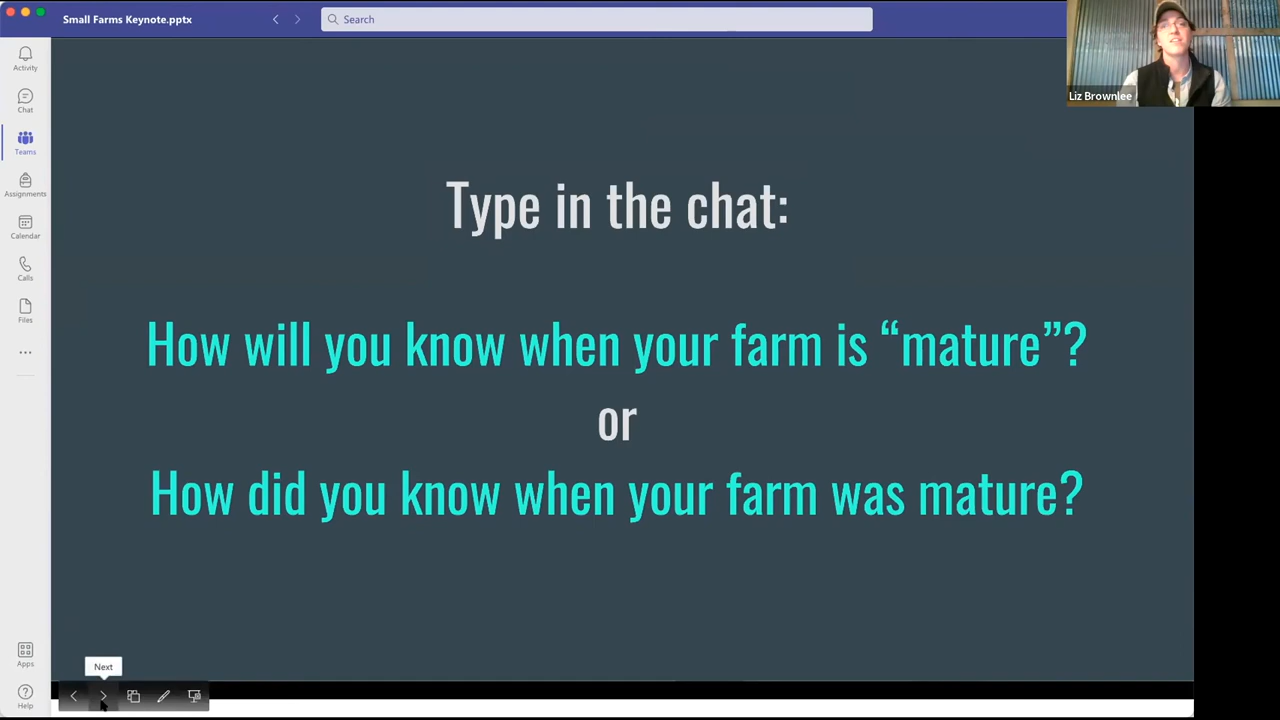 Small Farms Keynote.pptx
Search
Activity
Chat
Teams
Assignments
Calendar
Calls
Files
Apps
Help
Liz Brownlee
Type in the chat:
How will you know when your farm is “mature”?
or
How did you know when your farm was mature?
Next